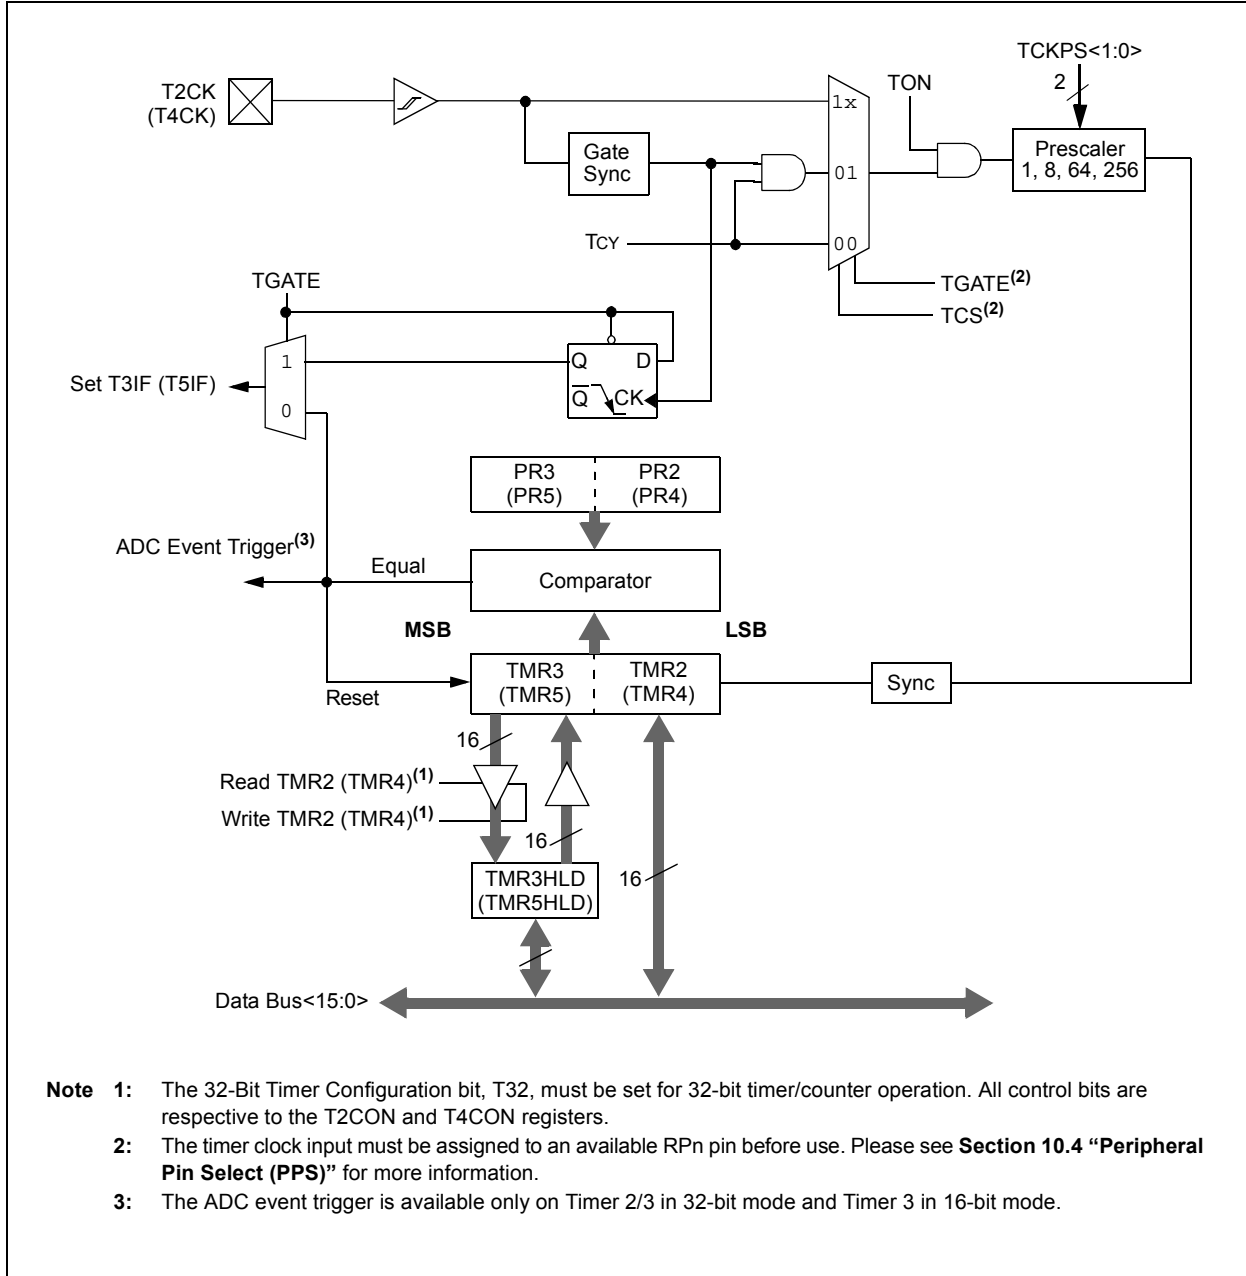 TCKPS<1:0>
2
TON
T2CK
(T4CK)
1x
Gate
Sync
Prescaler
1, 8, 64, 256
01
TCY
00
TGATE
TGATE(2)
TCS(2)
1
Q
D
Set T3IF (T5IF)
Q
CK
0
PR3
(PR5)
PR2
(PR4)
ADC Event Trigger(3)
Equal
Comparator
MSB
LSB
TMR3
(TMR5)
TMR2
(TMR4)
Sync
Reset
16
Read TMR2 (TMR4)(1)
Write TMR2 (TMR4)(1)
16
TMR3HLD
(TMR5HLD)
16
Data Bus<15:0>
Note 1: The 32-Bit Timer Configuration bit, T32, must be set for 32-bit timer/counter operation. All control bits are
respective to the T2CON and T4CON registers.
2: The timer clock input must be assigned to an available RPn pin before use. Please see Section 10.4 “Peripheral
Pin Select (PPS)” for more information.
3: The ADC event trigger is available only on Timer 2/3 in 32-bit mode and Timer 3 in 16-bit mode.